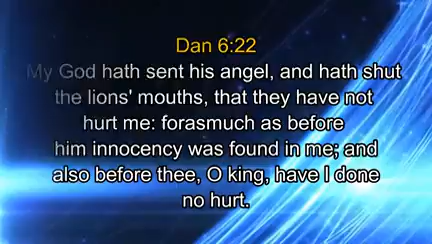 Dan 6:22
My God hath sent his angel, and hath shut
the lions' mouths, that they have not
hurt me: forasmuch as before
him innocency was found in me; and
also before thee, O king, have I done
no hurt.